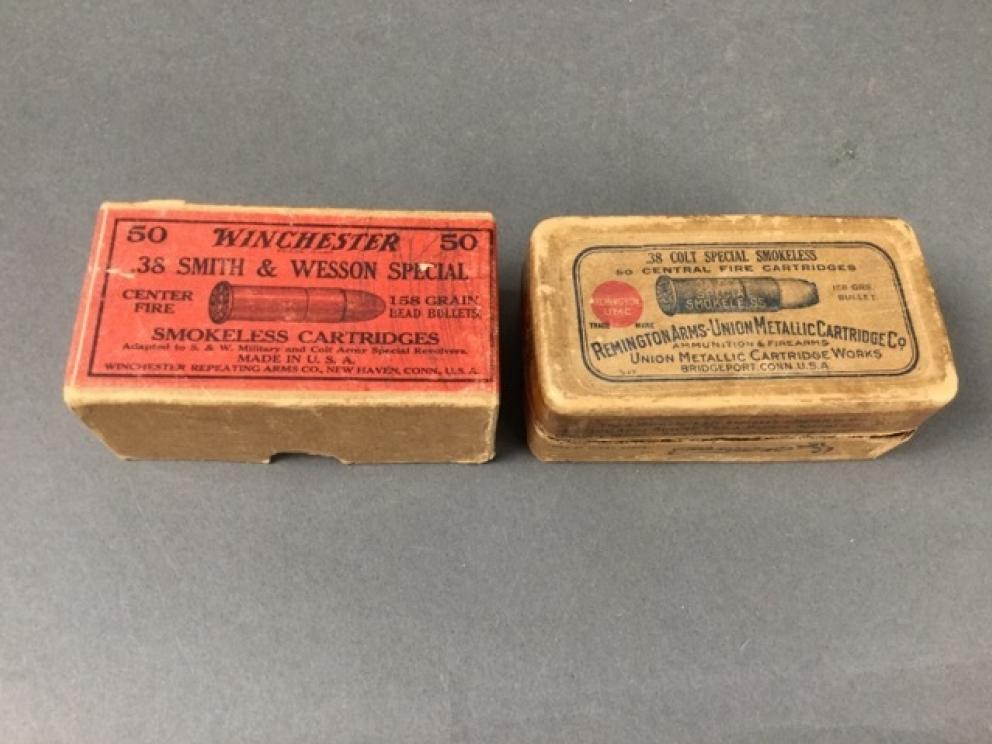 50 WINCHESTER 50
.38 SMITH & WESSON SPECIAL
CENTER FIRE
158 GRAIN LEAD BULLETS
SMOKELESS CARTRIDGES
Adapted to S. & W. Military and Colt Army Special Revolvers.
MADE IN U. S. A.
WINCHESTER REPEATING ARMS CO., NEW HAVEN, CONN., U.S.A.
.38 COLT SPECIAL SMOKELESS
50 CENTRAL FIRE CARTRIDGES
REMINGTON
UMC
TRADE MARK
SMOKELESS
158 GRS.
BULLET
REMINGTON ARMS-UNION METALLIC CARTRIDGE CO
AMMUNITION & FIREARMS
UNION METALLIC CARTRIDGE WORKS
BRIDGEPORT, CONN. U.S.A.